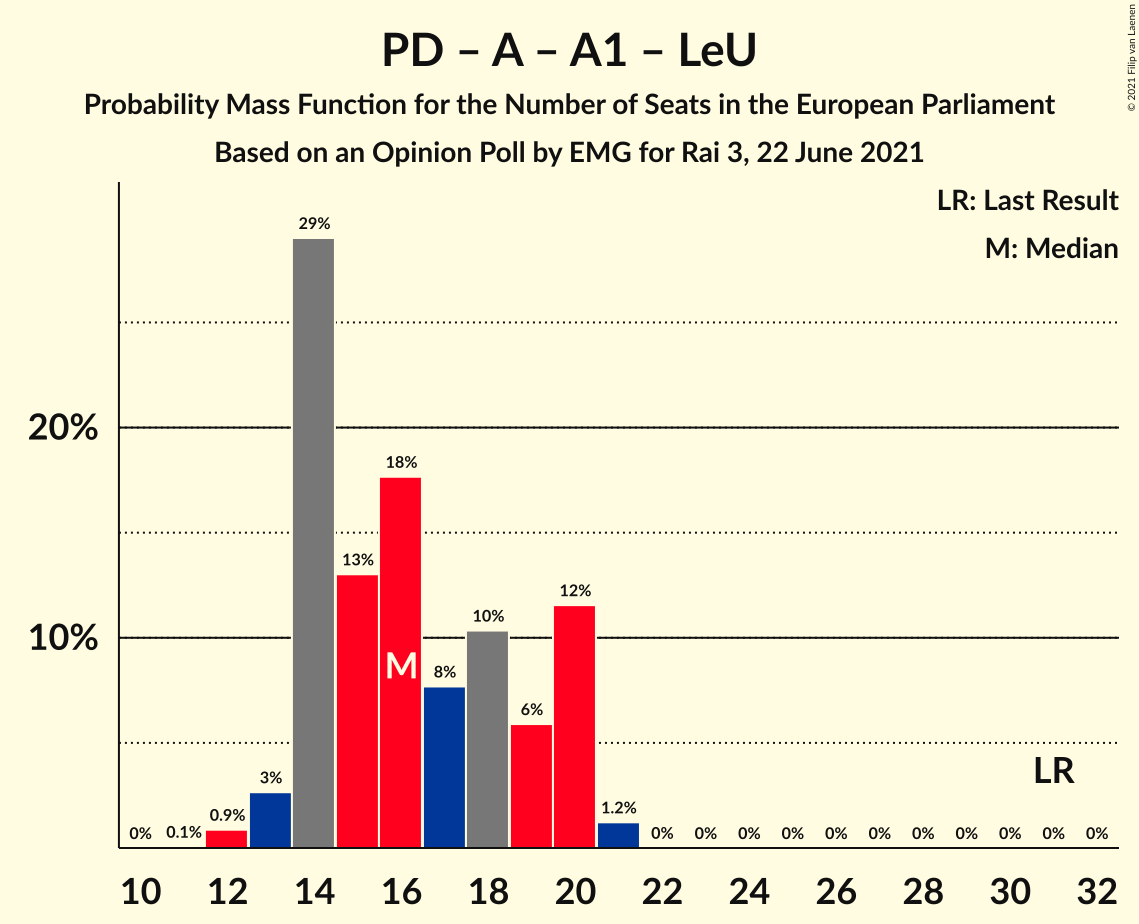 PD – A – A1 – LeU
Probability Mass Function for the Number of Seats in the European Parliament
Based on an Opinion Poll by EMG for Rai 3, 22 June 2021
© 2021 Filip van Laenen
LR: Last Result
M: Median
20%
10%
0%
0.1%
0.9%
3%
29%
13%
18%
M
8%
10%
6%
12%
1.2%
0%
0%
0%
0%
0%
0%
0%
0%
0%
0%
0%
LR
10 12 14 16 18 20 22 24 26 28 30 32